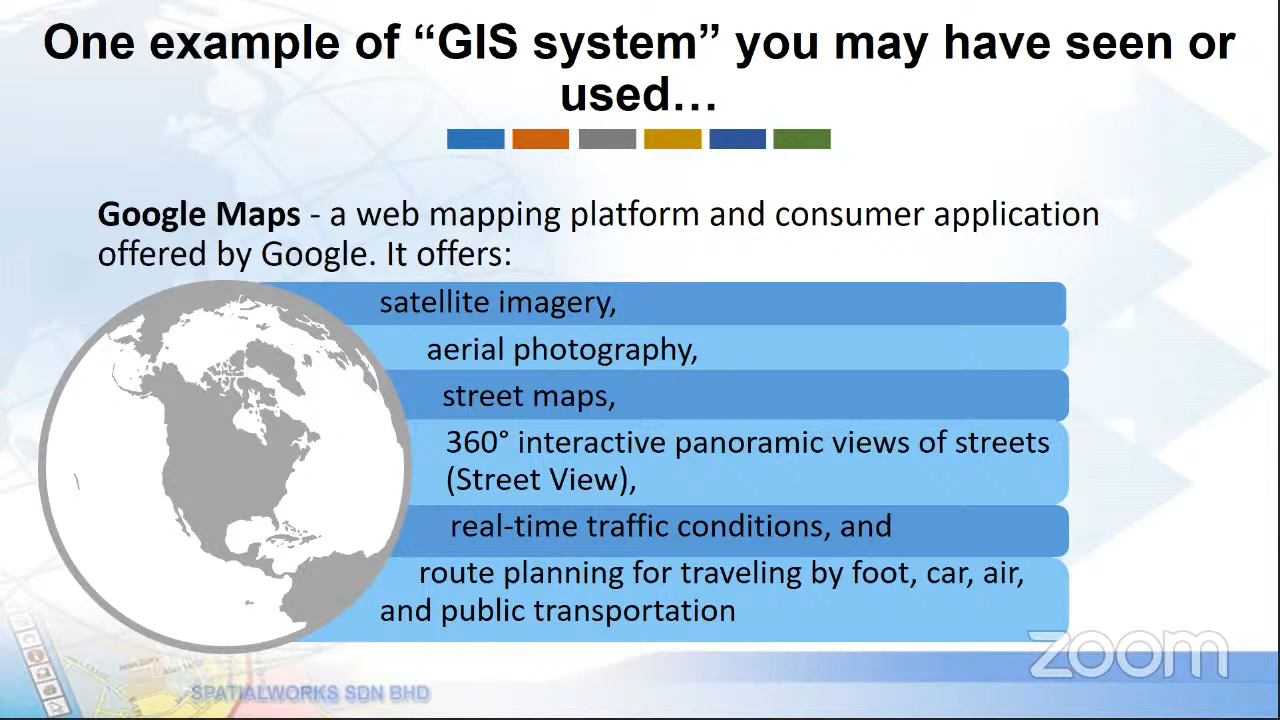 One example of “GIS system” you may have seen or
used…
Google Maps - a web mapping platform and consumer application
offered by Google. It offers:
satellite imagery,
aerial photography,
street maps,
360° interactive panoramic views of streets
(Street View),
real-time traffic conditions, and
route planning for traveling by foot, car, air,
and public transportation
zoom
SPATIALWORKS SDN BHD